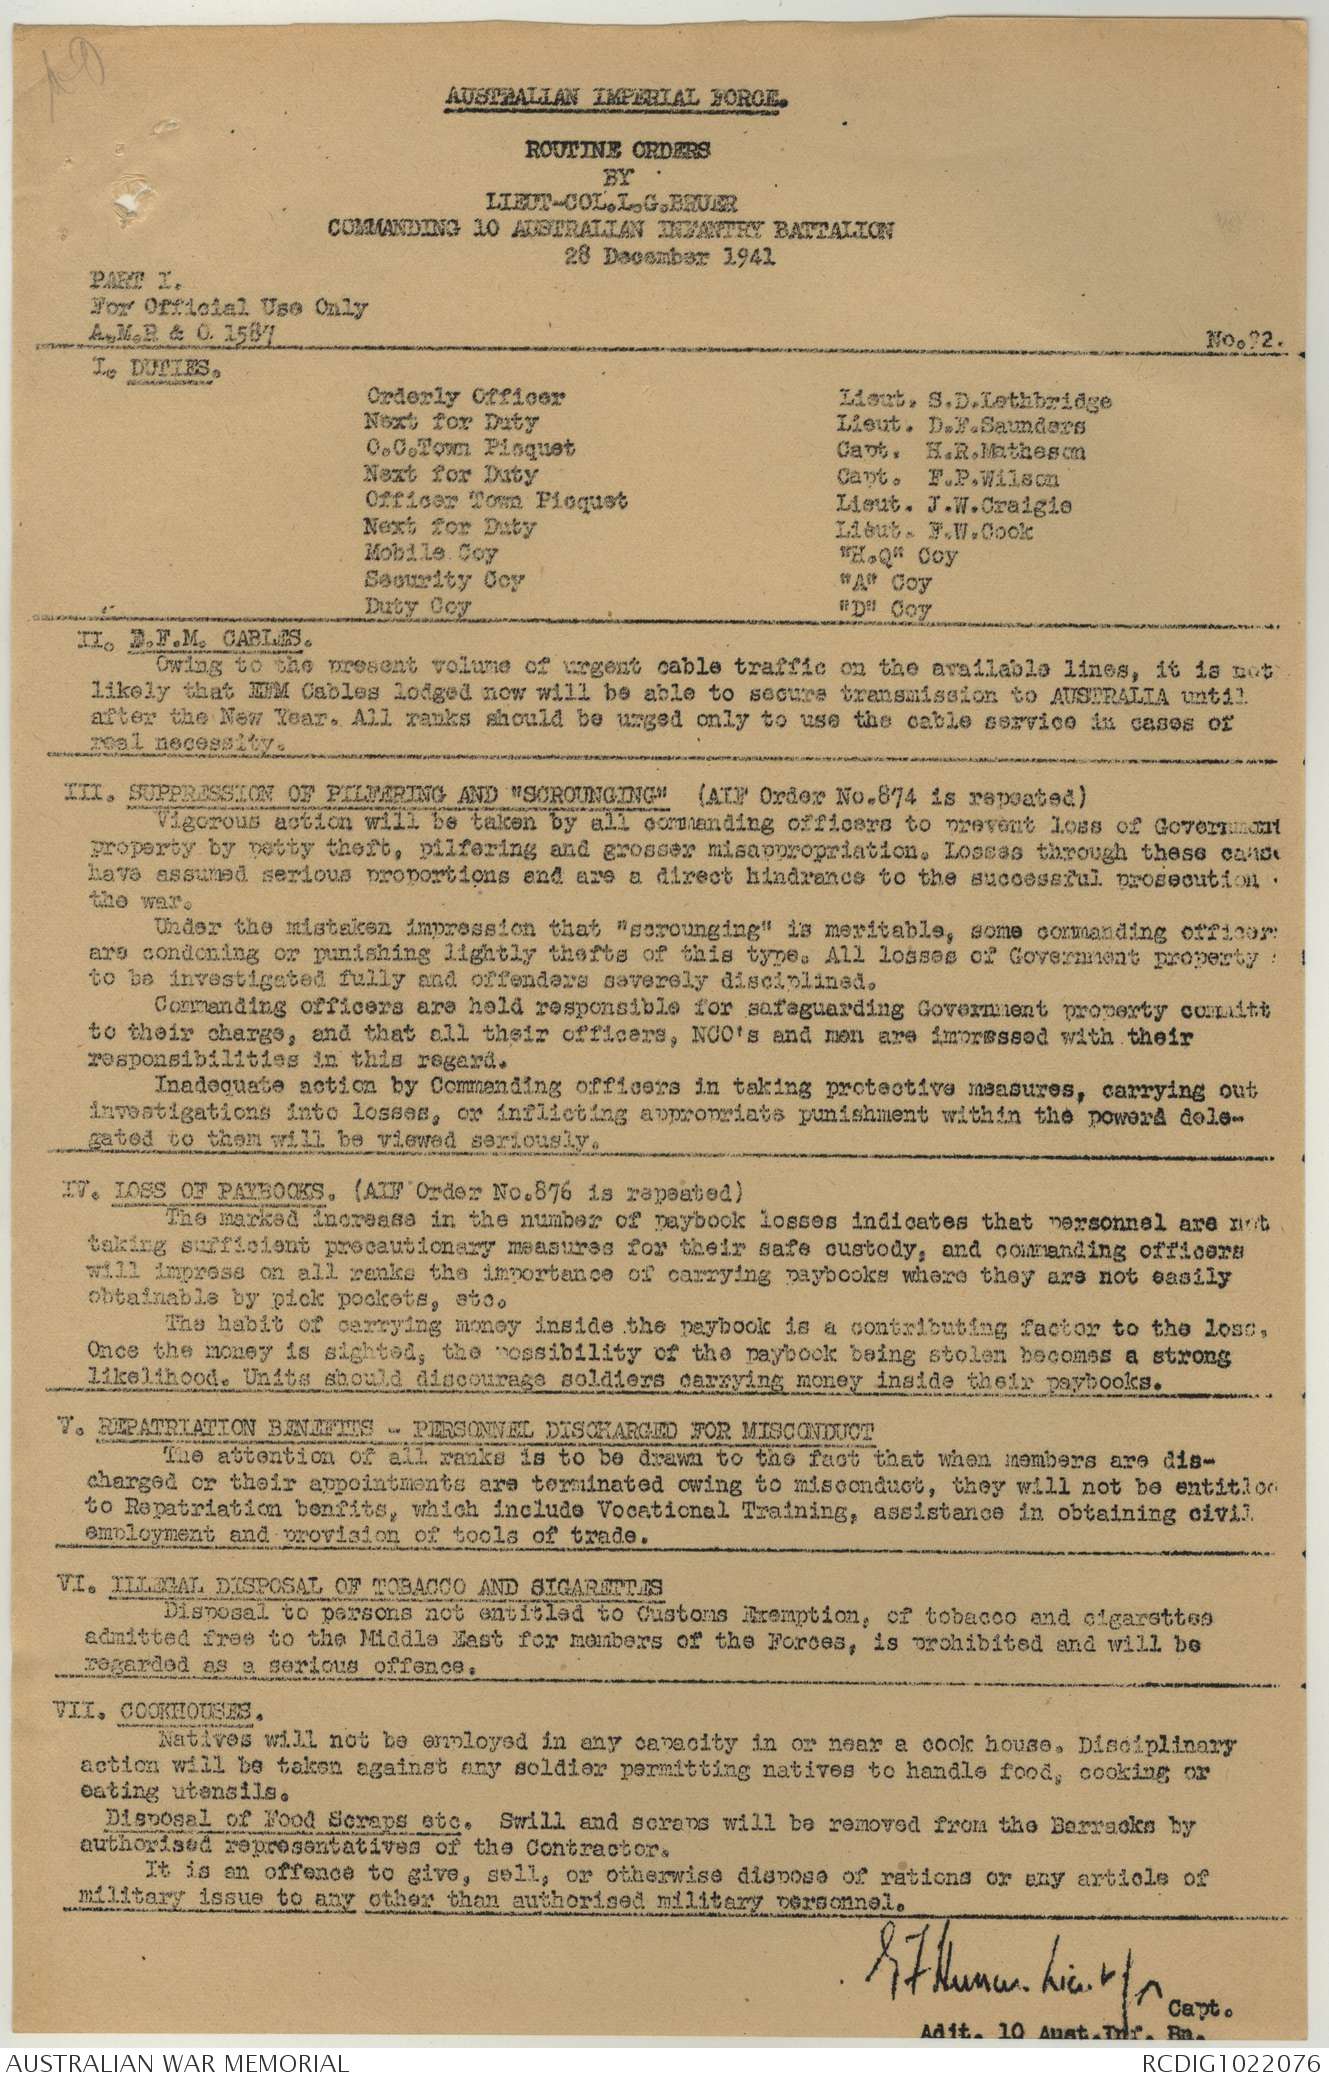 AUSTRALIAN IMPERIAL FORCE.
ROUTINE ORDERS
BY
LIEUT-COL.L.G.BRUER
COMMANDING 10 AUSTRALIAN INFANTRY BATTALION
28 December 1941
PART I.
For Official Use Only
A.M.R & O. 1587
No.92.
I. DUTIES.
Orderly Officer Lieut. S.D.Lethbridge
Next for Duty Lieut. D.F.Saunders
O.C.Town Picquet Capt. H.R.Matheson
Next for Duty Capt. F.P.Wilson
Officer Town Picquet Lieut. J.W.Craigie
Next for Duty Lieut. F.W.Cook
Mobile Coy "H.Q" Coy
Security Coy "A" Coy
Duty Coy "D" Coy
II. E.F.M. CABLES.
Owing to the present volume of urgent cable traffic on the available lines, it is not
likely that EFM Cables lodged now will be able to secure transmission to AUSTRALIA until
after the New Year. All ranks should be urged only to use the cable service in cases of
real necessity.
III. SUPPRESSION OF PILFERING AND "SCROUNGING" (AIF Order No.874 is repeated)
Vigorous action will be taken by all commanding officers to prevent loss of Government
property by petty theft, pilfering and grosser misappropriation. Losses through these cause
have assumed serious proportions and are a direct hindrance to the successful prosecution
the war.
Under the mistaken impression that "scrounging" is meritable, some commanding officers
are condoning or punishing lightly thefts of this type. All losses of Government property
to be investigated fully and offenders severely disciplined.
Commanding officers are held responsible for safeguarding Government property committ
to their charge, and that all their officers, NCO's and men are impressed with their
responsibilities in this regard.
Inadequate action by Commanding officers in taking protective measures, carrying out
investigations into losses, or inflicting appropriate punishment within the powerd dele-
gated to them will be viewed seriously.
IV. LOSS OF PAYBOOKS. (AIF Order No.876 is repeated)
The marked increase in the number of paybook losses indicates that personnel are not
taking sufficient precautionary measures for their safe custody, and commanding officers
will impress on all ranks the importance of carrying paybooks where they are not easily
obtainable by pick pockets, etc.
The habit of carrying money inside the paybook is a contributing factor to the loss.
Once the money is sighted, the possibility of the paybook being stolen becomes a strong
likelihood. Units should discourage soldiers carrying money inside their paybooks.
V. REPATRIATION BENEFITS - PERSONNEL DISCHARGED FOR MISCONDUCT
The attention of all ranks is to be drawn to the fact that when members are dis-
charged or their appointments are terminated owing to misconduct, they will not be entitled
to Repatriation benfits, which include Vocational Training, assistance in obtaining civil
employment and provision of tools of trade.
VI. ILLEGAL DISPOSAL OF TOBACCO AND SIGARETTES
Disposal to persons not entitled to Customs Exemption, of tobacco and cigarettes
admitted free to the Middle East for members of the Forces, is prohibited and will be
regarded as a serious offence.
VII. COOKHOUSES.
Natives will not be employed in any capacity in or near a cook house. Disciplinary
action will be taken against any soldier permitting natives to handle food, cooking or
eating utensils.
Disposal of Food Scraps etc. Swill and scraps will be removed from the Barracks by
authorised representatives of the Contractor.
It is an offence to give, sell, or otherwise dispose of rations or any article of
military issue to any other than authorised military personnel.
Capt.
Adjt. 10 Aust.Inf. Bn.
AUSTRALIAN WAR MEMORIAL
RCDIG1022076